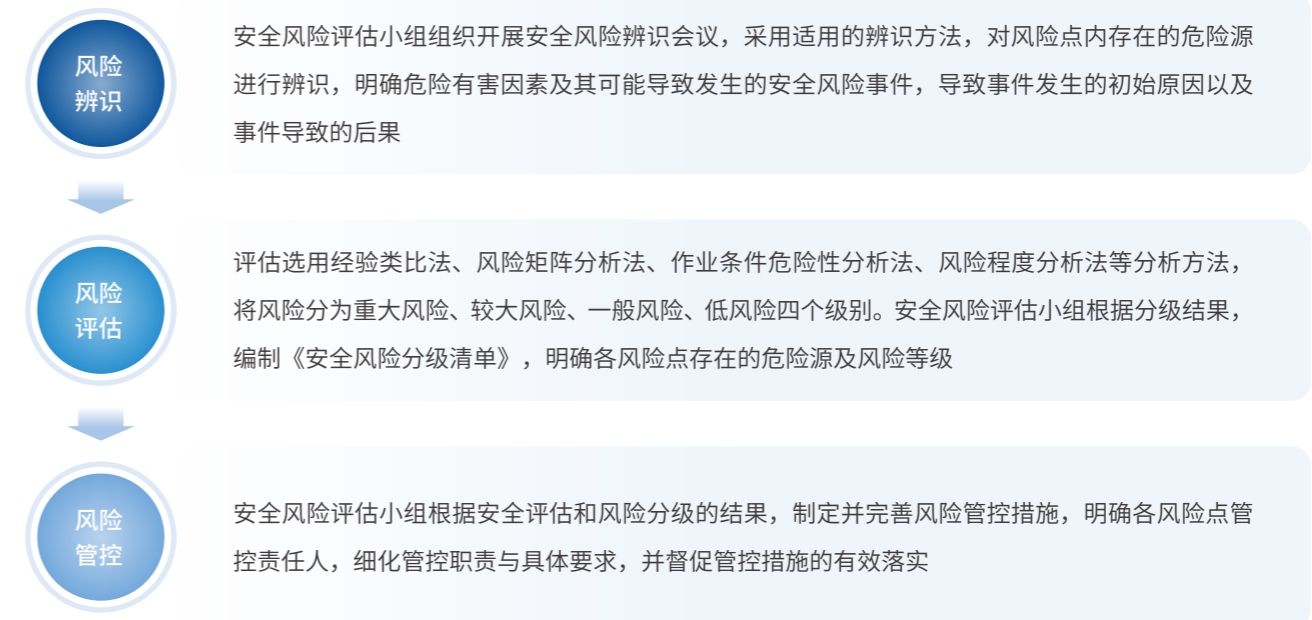 风险
辨识
安全风险评估小组组织开展安全风险辨识会议，采用适用的辨识方法，对风险点内存在的危险源
进行辨识，明确危险有害因素及其可能导致发生的安全风险事件，导致事件发生的初始原因以及
事件导致的后果
风险
评估
评估选用经验类比法、风险矩阵分析法、作业条件危险性分析法、风险程度分析法等分析方法，
将风险分为重大风险、较大风险、一般风险、低风险四个级别。安全风险评估小组根据分级结果，
编制《安全风险分级清单》，明确各风险点存在的危险源及风险等级
风险
管控
安全风险评估小组根据安全评估和风险分级的结果，制定并完善风险管控措施，明确各风险点管
控责任人，细化管控职责与具体要求，并督促管控措施的有效落实